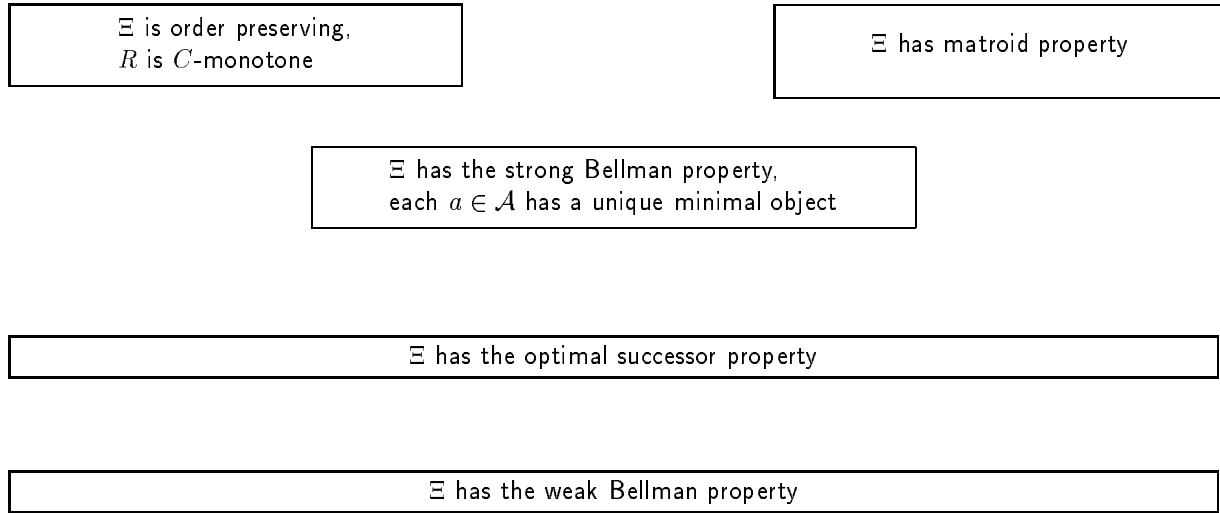 Ξ is order preserving,
R is C-monotone
Ξ has matroid property
Ξ has the strong Bellman property,
each a ∈ 𝒜 has a unique minimal object
Ξ has the optimal successor property
Ξ has the weak Bellman property